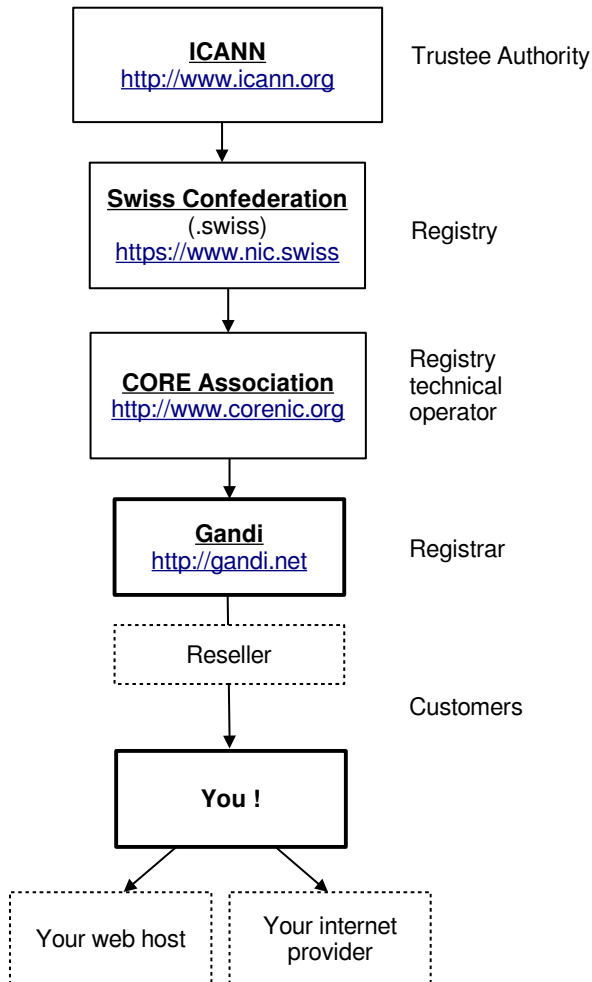 ICANN
http://www.icann.org
Trustee Authority
Swiss Confederation
(.swiss)
https://www.nic.swiss
Registry
CORE Association
http://www.corenic.org
Registry
technical
operator
Gandi
http://gandi.net
Registrar
Reseller
Customers
You !
Your web host
Your internet
provider